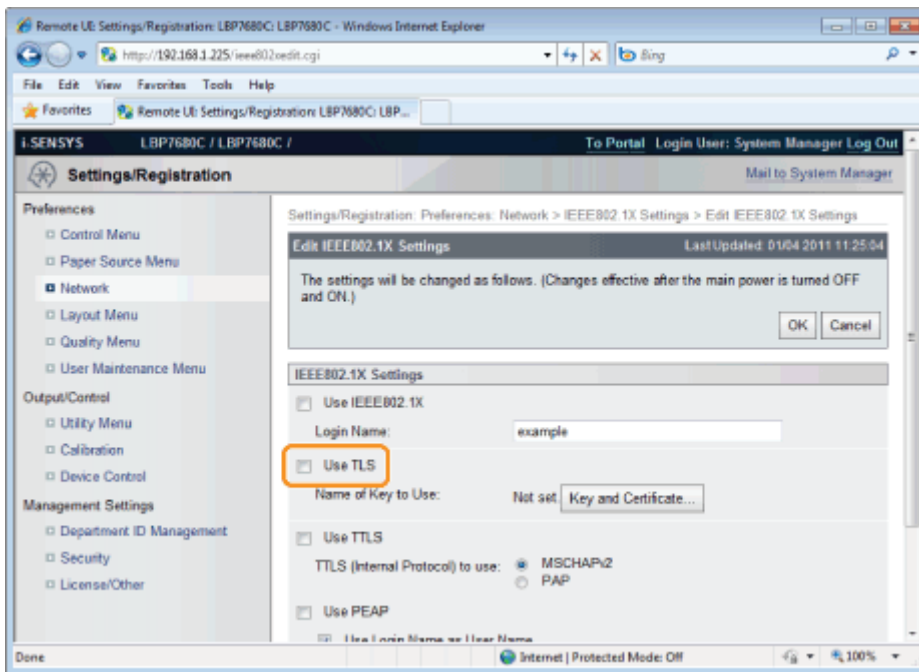 Remote UI: Settings/Registration: LBP7680C: LBP7680C - Windows Internet Explorer
http://192.168.1.225/ieee802xedit.cgi
Bing
File Edit View Favorites Tools Help
Favorites
Remote UI: Settings/Registration: LBP7680C: LBP...
i-SENSYS LBP7680C / LBP7680C /
To Portal Login User: System Manager Log Out
Settings/Registration
Mail to System Manager
Preferences
Control Menu
Paper Source Menu
Network
Layout Menu
Quality Menu
User Maintenance Menu
Output/Control
Utility Menu
Calibration
Device Control
Management Settings
Department ID Management
Security
License/Other
Settings/Registration: Preferences: Network > IEEE802.1X Settings > Edit IEEE802.1X Settings
Edit IEEE802.1X Settings
Last Updated: 01/04 2011 11:25:04
The settings will be changed as follows. (Changes effective after the main power is turned OFF
and ON.)
OK Cancel
IEEE802.1X Settings
Use IEEE802.1X
Login Name: example
Use TLS
Name of Key to Use: Not set Key and Certificate...
Use TTLS
TTLS (Internal Protocol) to use: MSCHAPv2
PAP
Use PEAP
Use Login Name as User Name
Done
Internet | Protected Mode: Off
100%